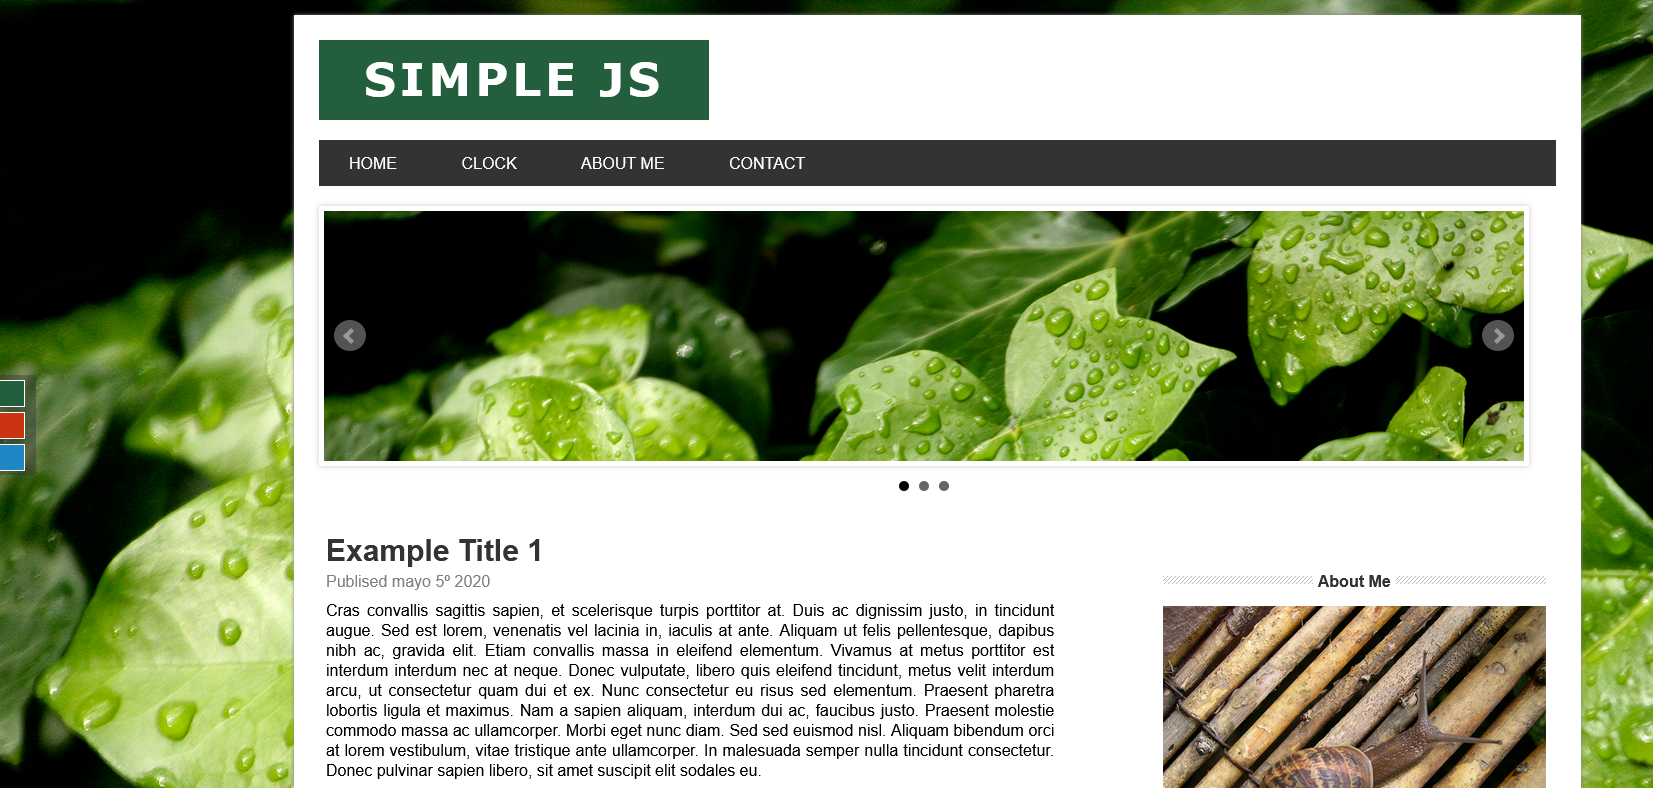 SIMPLE JS
HOME CLOCK ABOUT ME CONTACT
Example Title 1
Publised mayo 5º 2020
Cras convallis sagittis sapien, et scelerisque turpis porttitor at. Duis ac dignissim justo, in tincidunt
augue. Sed est lorem, venenatis vel lacinia in, iaculis at ante. Aliquam ut felis pellentesque, dapibus
nibh ac, gravida elit. Etiam convallis massa in eleifend elementum. Vivamus at metus porttitor est
interdum interdum nec at neque. Donec vulputate, libero quis eleifend tincidunt, metus velit interdum
arcu, ut consectetur quam dui et ex. Nunc consectetur eu risus sed elementum. Praesent pharetra
lobortis ligula et maximus. Nam a sapien aliquam, interdum dui ac, faucibus justo. Praesent molestie
commodo massa ac ullamcorper. Morbi eget nunc diam. Sed sed euismod nisl. Aliquam bibendum orci
at lorem vestibulum, vitae tristique ante ullamcorper. In malesuada semper nulla tincidunt consectetur.
Donec pulvinar sapien libero, sit amet suscipit elit sodales eu.
About Me